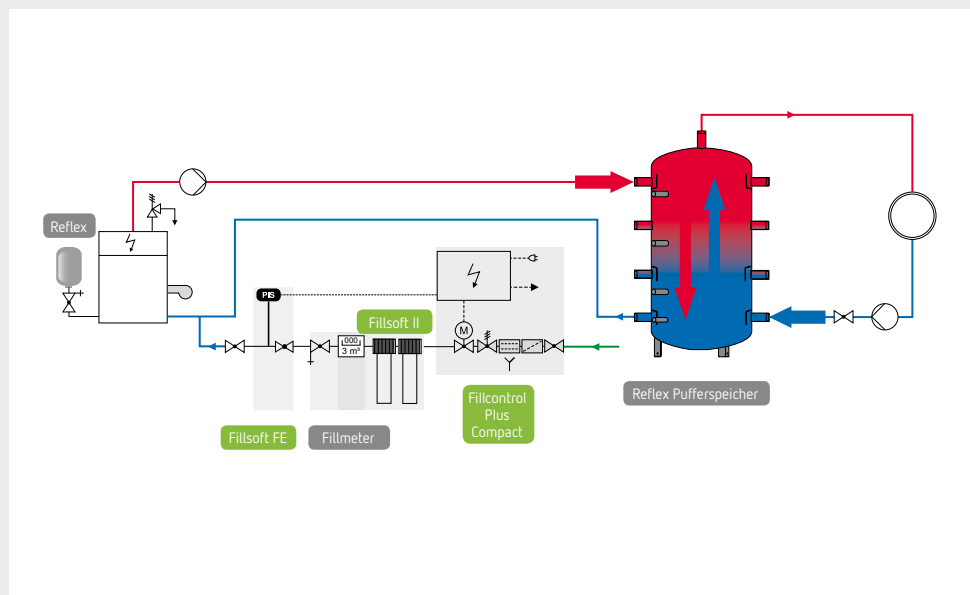 Reflex
PIS
Fillsoft II
M
000
3 m³
Fillcontrol
Plus
Compact
Reflex Pufferspeicher
Fillsoft FE
Fillmeter